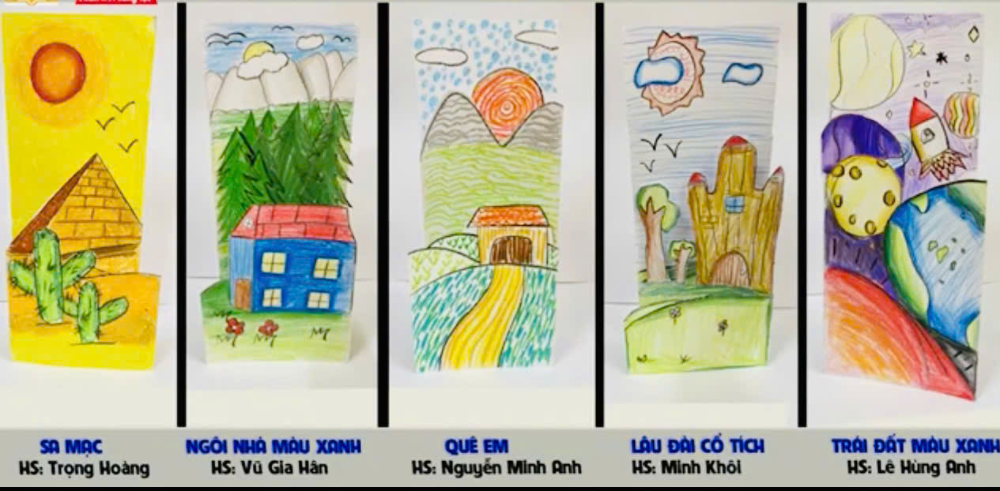 SA MẠC
HS: Trọng Hoàng
NGÔI NHÀ MÀU XANH
HS: Vũ Gia Hân
QUÊ EM
HS: Nguyễn Minh Anh
LÂU ĐÀI CỔ TÍCH
HS: Minh Khôi
TRÁI ĐẤT MÀU XANH
HS: Lê Hùng Anh